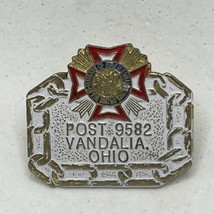 POST 9582
VANDALIA,
OHIO